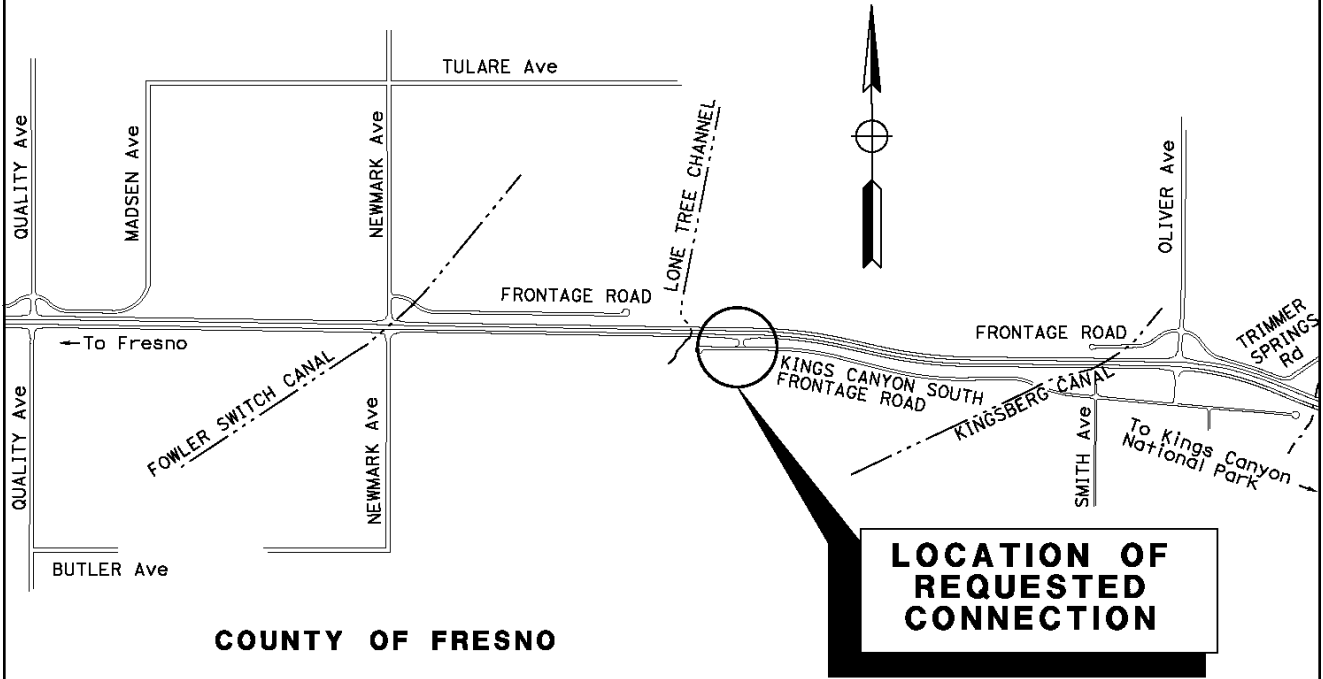 TULARE Ave
QUALITY Ave
MADSEN Ave
NEWMARK Ave
LONE TREE CHANNEL
OLIVER Ave
FRONTAGE ROAD
FRONTAGE ROAD
TRIMMER
SPRINGS
Rd
←To Fresno
KINGS CANYON SOUTH
FRONTAGE ROAD
FOWLER SWITCH CANAL
KINGSBERG CANAL
QUALITY Ave
NEWMARK Ave
SMITH Ave
To Kings Canyon
National Park →
BUTLER Ave
LOCATION OF
REQUESTED
CONNECTION
COUNTY OF FRESNO